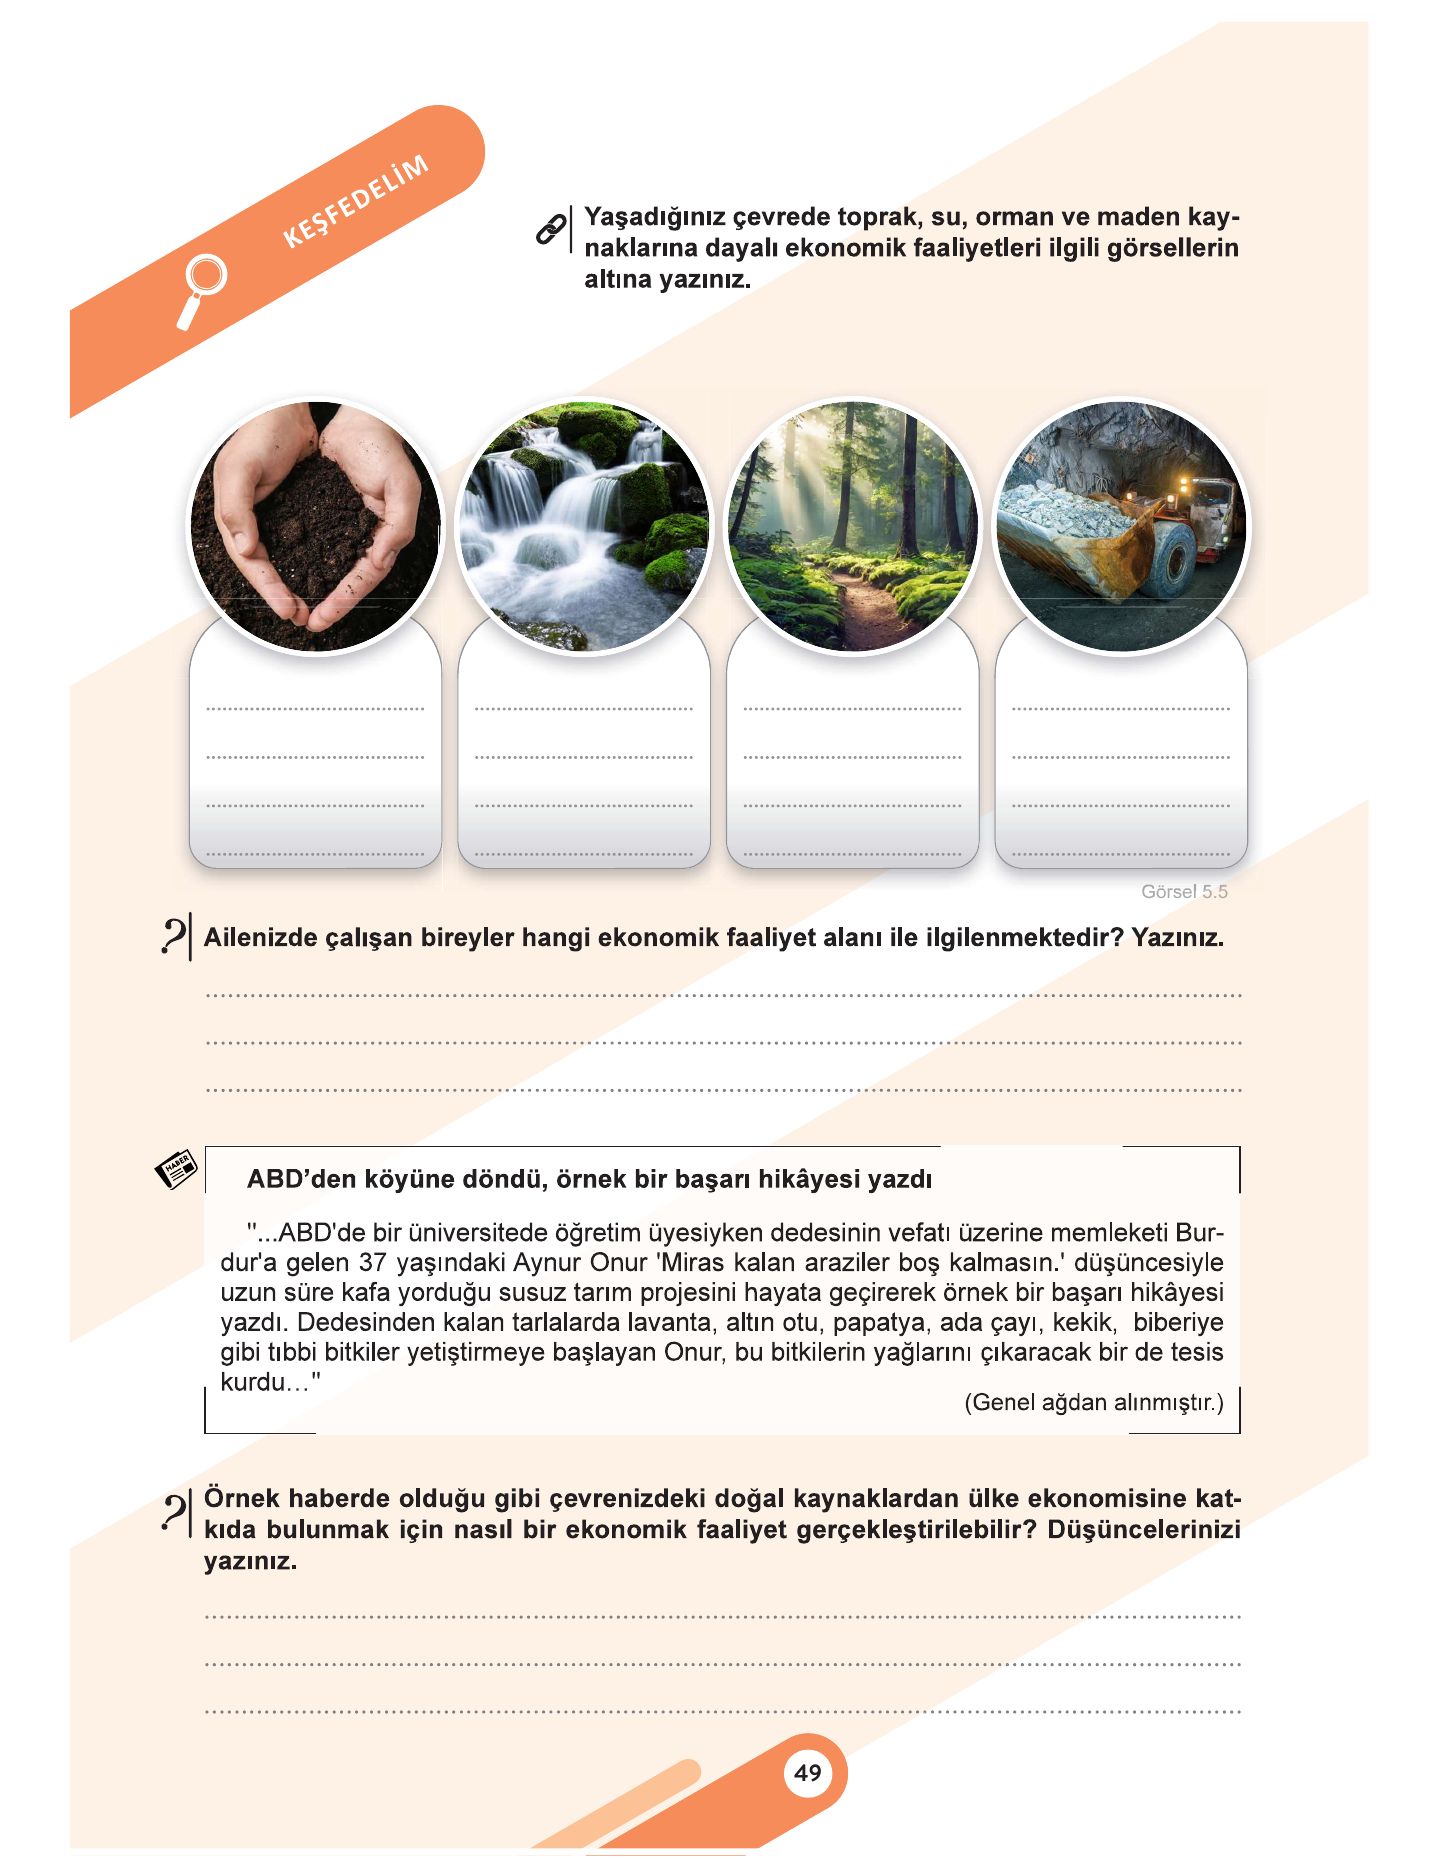 KEŞFEDELİM
Yaşadığınız çevrede toprak, su, orman ve maden kay-
naklarına dayalı ekonomik faaliyetleri ilgili görsellerin
altına yazınız.
Görsel 5.5
Ailenizde çalışan bireyler hangi ekonomik faaliyet alanı ile ilgilenmektedir? Yazınız.
HABER
ABD’den köyüne döndü, örnek bir başarı hikâyesi yazdı
"...ABD'de bir üniversitede öğretim üyesiyken dedesinin vefatı üzerine memleketi Bur-
dur'a gelen 37 yaşındaki Aynur Onur 'Miras kalan araziler boş kalmasın.' düşüncesiyle
uzun süre kafa yorduğu susuz tarım projesini hayata geçirerek örnek bir başarı hikâyesi
yazdı. Dedesinden kalan tarlalarda lavanta, altın otu, papatya, ada çayı, kekik, biberiye
gibi tıbbi bitkiler yetiştirmeye başlayan Onur, bu bitkilerin yağlarını çıkaracak bir de tesis
kurdu..."
(Genel ağdan alınmıştır.)
Örnek haberde olduğu gibi çevrenizdeki doğal kaynaklardan ülke ekonomisine kat-
kıda bulunmak için nasıl bir ekonomik faaliyet gerçekleştirilebilir? Düşüncelerinizi
yazınız.
49